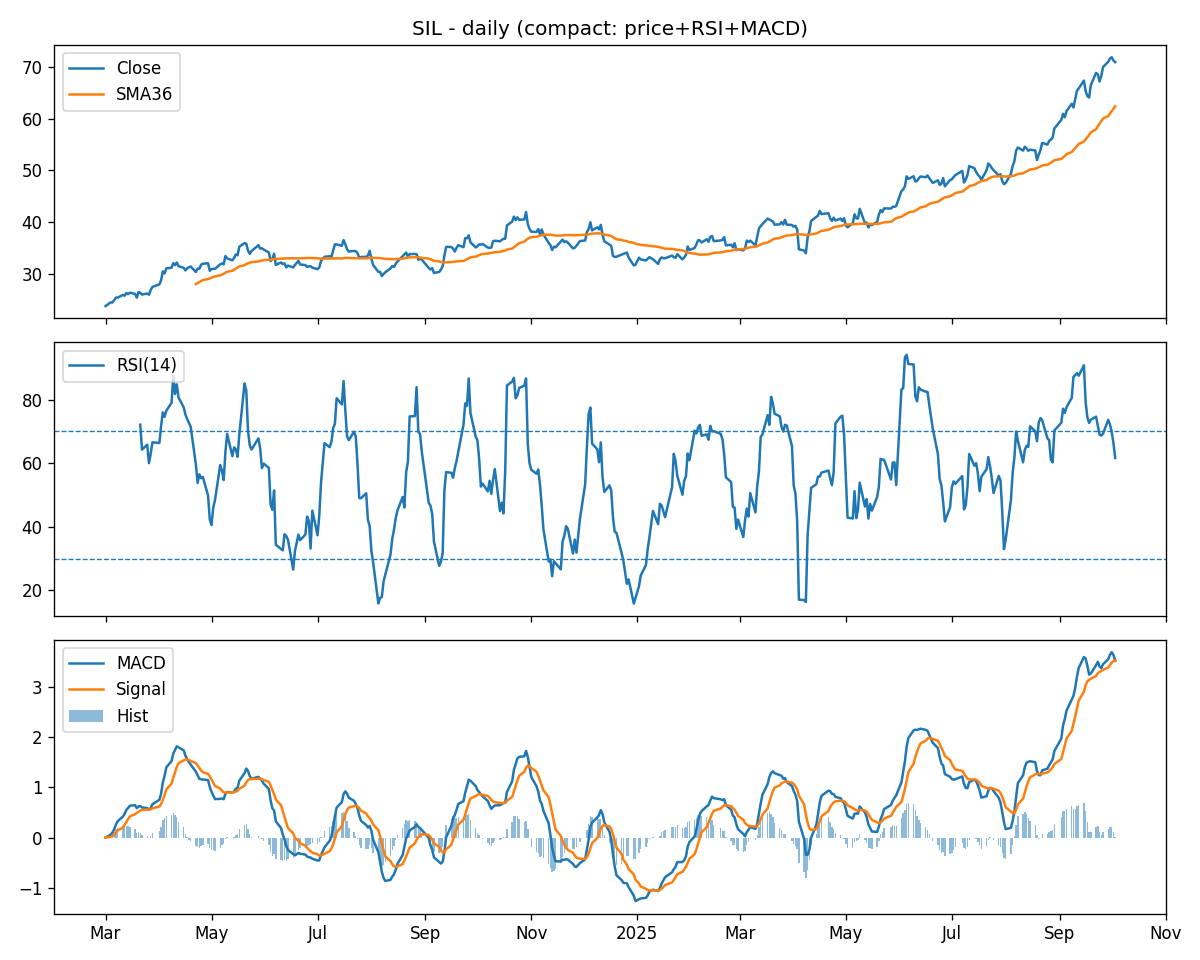 SIL - daily (compact: price+RSI+MACD)
Close
SMA36
70
60
50
40
30
RSI(14)
80
60
40
20
MACD
Signal
Hist
3
2
1
0
−1
Mar May Jul Sep Nov 2025 Mar May Jul Sep Nov